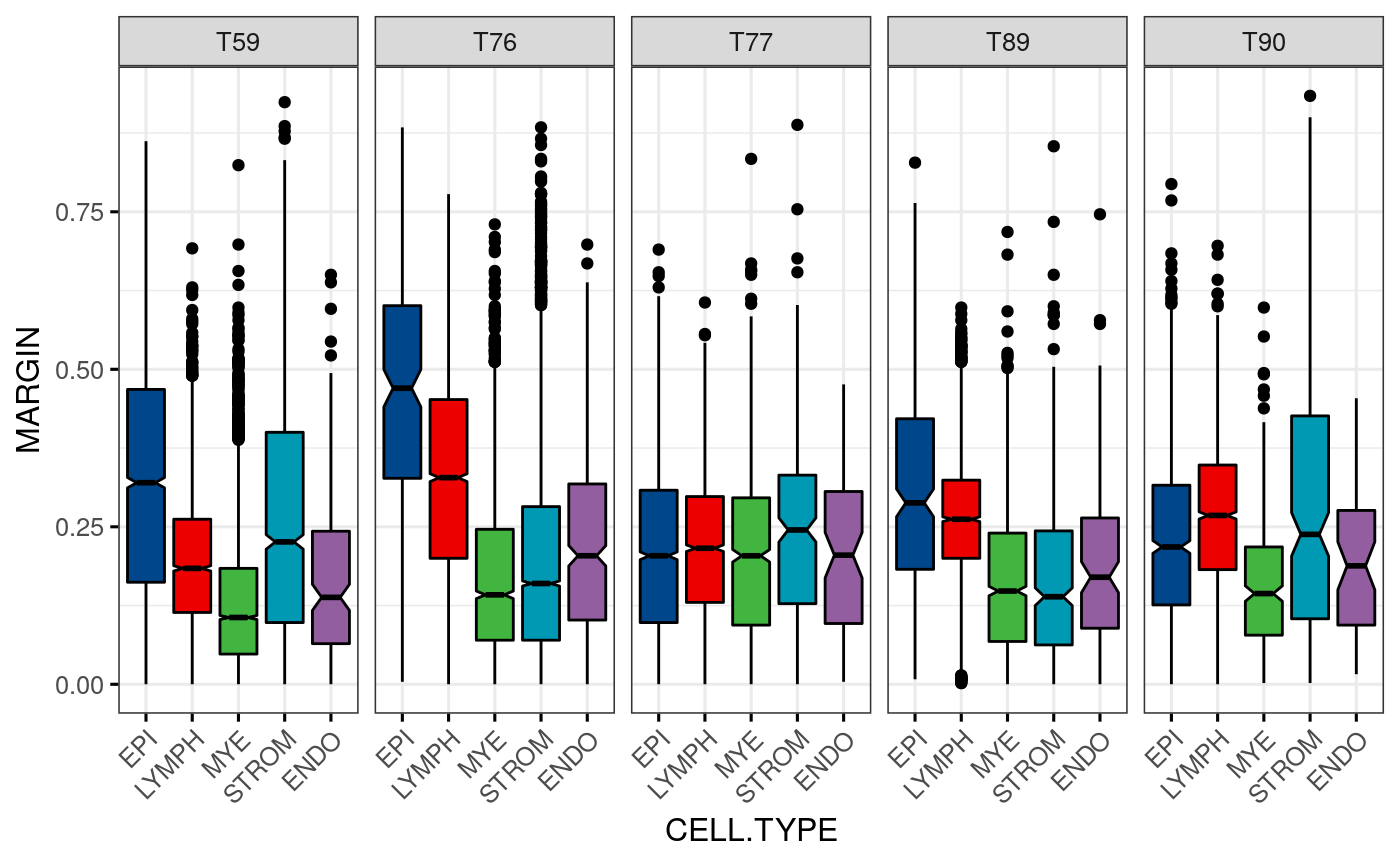 T59 T76 T77 T89 T90
MARGIN
0.75
0.50
0.25
0.00
EPI LYMPH MYE STROM ENDO EPI LYMPH MYE STROM ENDO EPI LYMPH MYE STROM ENDO EPI LYMPH MYE STROM ENDO EPI LYMPH MYE STROM ENDO
CELL.TYPE